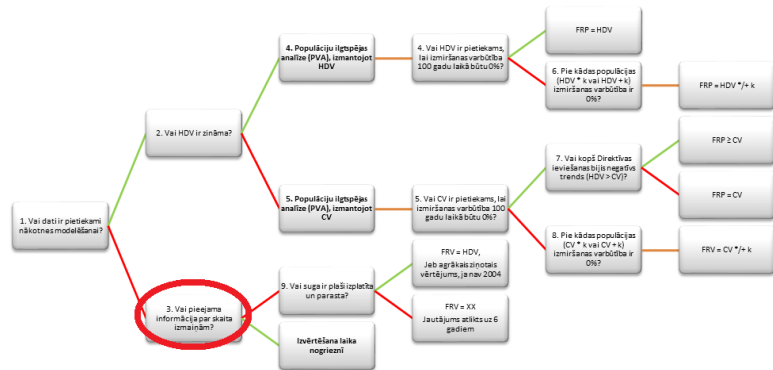 1. Vai dati ir pietiekami
nākotnes modelēšanai?
2. Vai HDV ir zināma?
3. Vai pieejama
informācija par skaita
izmaiņām?
4. Populāciju ilgtspējas
analīze (PVA), izmantojot
HDV
5. Populāciju ilgtspējas
analīze (PVA), izmantojot
CV
9. Vai suga ir plaši izplatīta
un parasta?
Izvērtēšana laika
nogrieznī
4. Vai HDV ir pietiekams,
lai izmiršanas varbūtība
100 gadu laikā būtu 0%?
5. Vai CV ir pietiekams, lai
izmiršanas varbūtība 100
gadu laikā būtu 0%?
FRV = HDV,
Jeb agrākais ziņotais
vērtējums, ja nav 2004
FRV = XX
Jautājums atlikts uz 6
gadiem
FRP = HDV
6. Pie kādas populācijas
(HDV * k vai HDV + k)
izmiršanas varbūtība ir
0%?
7. Vai kopš Direktīvas
ieviešanas bijis negatīvs
trends (HDV > CV)?
8. Pie kādas populācijas
(CV * k vai CV + k)
izmiršanas varbūtība ir
0%?
FRP = HDV */+ k
FRP ≥ CV
FRP = CV
FRV = CV */+ k